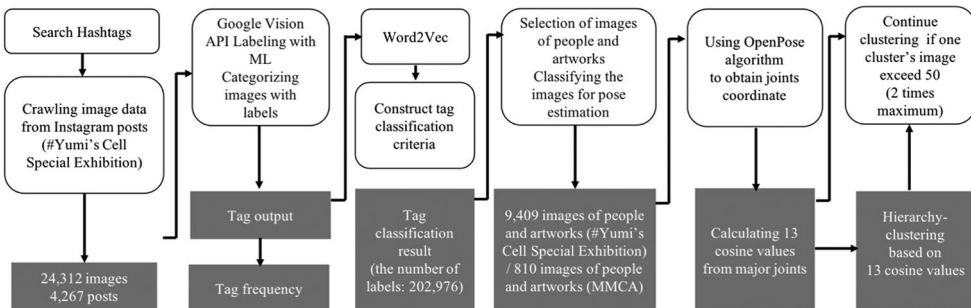 Search Hashtags
Crawling image data
from Instagram posts
(#Yumi's Cell
Special Exhibition)
24,312 images
4,267 posts
Google Vision
API Labeling with
ML
Categorizing
images with
labels
Tag output
Tag frequency
Word2Vec
Construct tag
classification
criteria
Tag
classification
result
(the number of
labels: 202,976)
Selection of images
of people and
artworks
Classifying the
images for pose
estimation
9,409 images of people
and artworks (#Yumi's
Cell Special Exhibition)
/ 810 images of people
and artworks (MMCA)
Using OpenPose
algorithm
to obtain joints
coordinate
Calculating 13
cosine values
from major joints
Continue
clustering if one
cluster's image
exceed 50
(2 times
maximum)
Hierarchy-
clustering
based on
13 cosine values